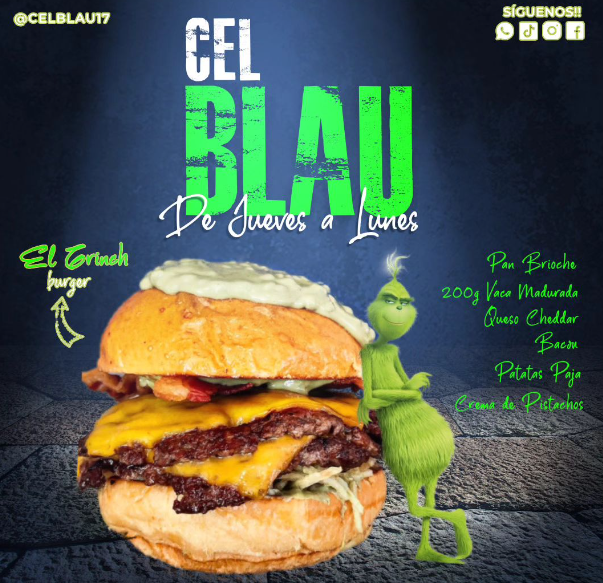 @CELBLAU17
SÍGUENOS!!
CEL
BLAU
De Jueves a Lunes
El Grinch
burger
Pan Brioche
200g Vaca Madurada
Queso Cheddar
Bacon
Patatas Paja
Crema de Pistachos